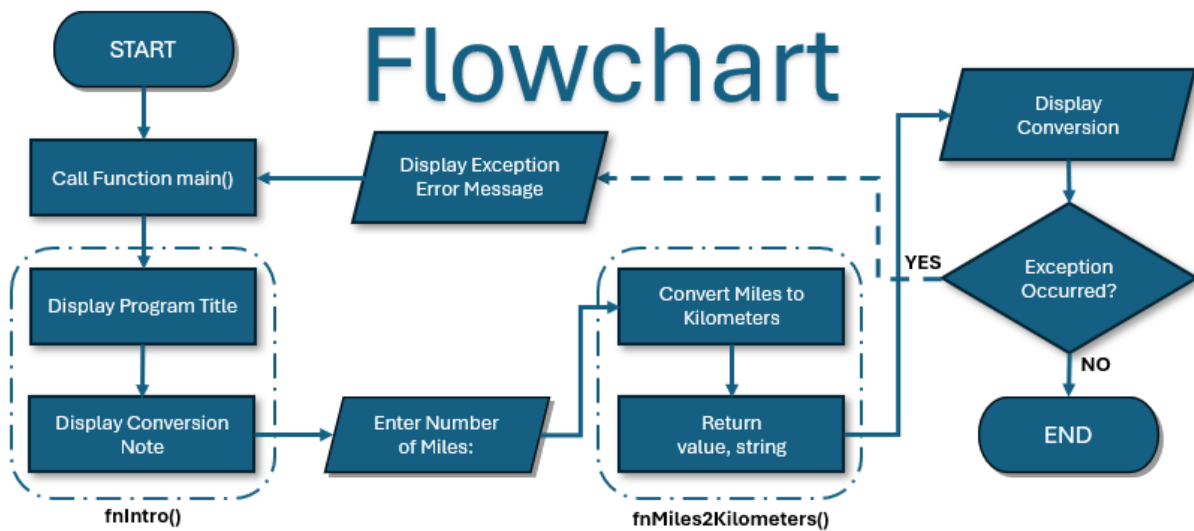 Flowchart
START
Call Function main()
Display Program Title
Display Conversion
Note
fnIntro()
Display Exception
Error Message
Enter Number
of Miles:
Convert Miles to
Kilometers
Return
value, string
fnMiles2Kilometers()
Display
Conversion
Exception
Occurred?
YES
NO
END